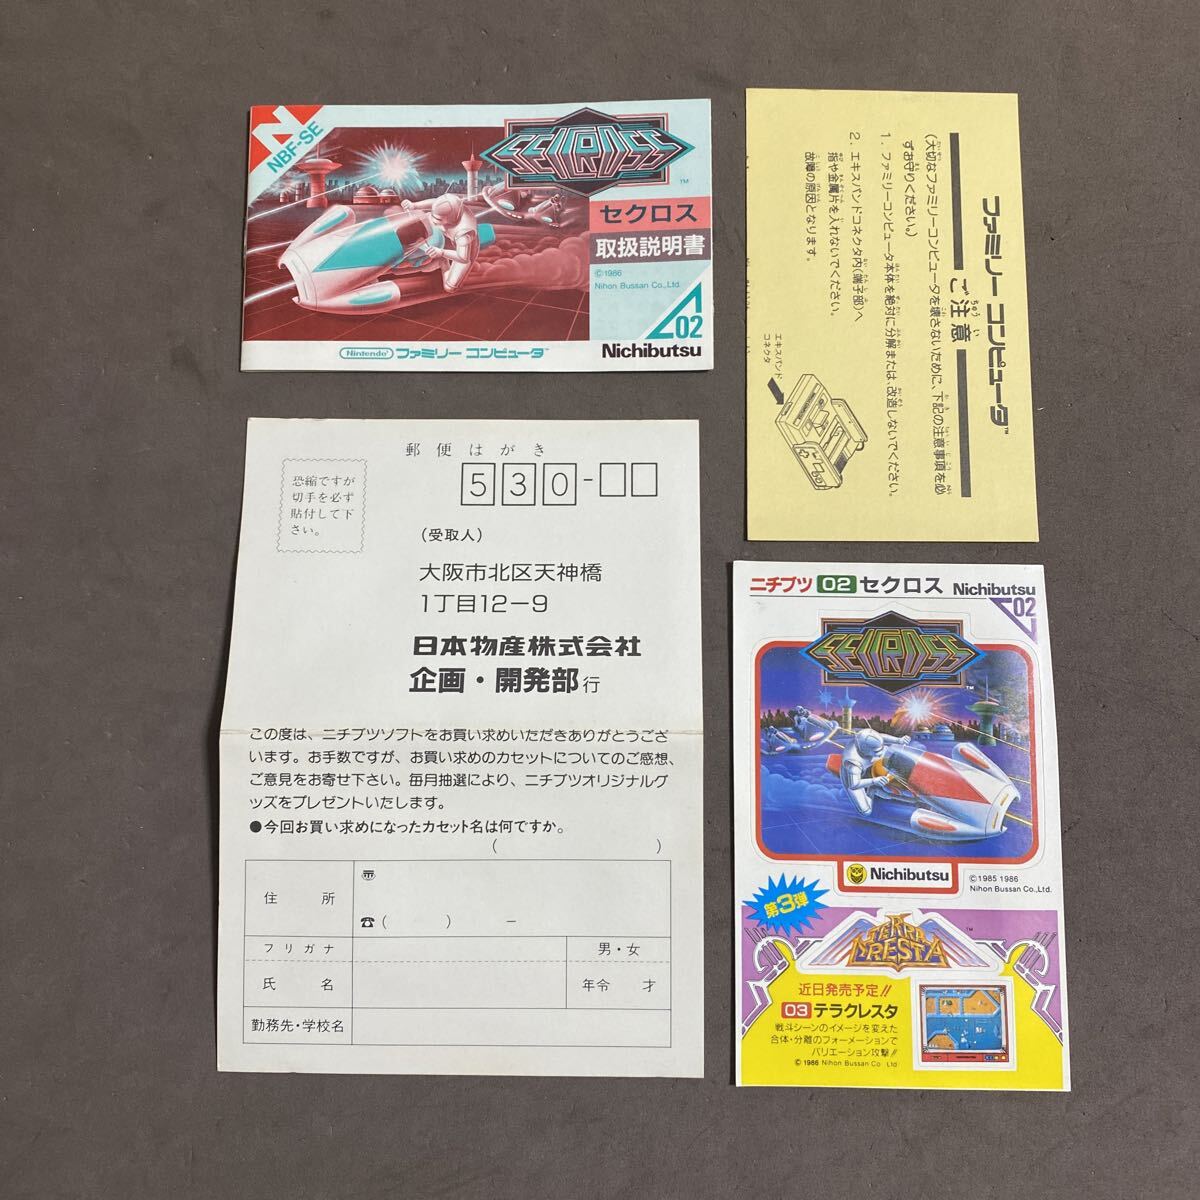 N
NBF-SE
SEICROSS
TM
セクロス
取扱説明書
©1986
Nihon Bussan Co.,Ltd.
02
Nichibutsu
Nintendo ファミリー コンピュータ
ファミリー コンピュータ™
ご注意
ちゅうい
(大切なファミリーコンピュータを壊さないために、下記の注意事項を必
ずお守りください。)
1. ファミリーコンピュータ本体を絶対に分解または、改造しないでください。
2. エキスパンドコネクタ内(端子部)へ
指や金属片を入れないでください。
故障の原因となります。
エキスパンド
コネクタ
郵便はがき
恐縮ですが
切手を必ず
貼付して下
さい。
530-
(受取人)
大阪市北区天神橋
1丁目12-9
日本物産株式会社
企画・開発部行
この度は、ニチブツソフトをお買い求めいただきありがとうござ
います。お手数ですが、お買い求めのカセットについてのご感想、
ご意見をお寄せ下さい。毎月抽選により、ニチブツオリジナルグ
ッズをプレゼントいたします。
●今回お買い求めになったカセット名は何ですか。
( )
住所
〒
☎( ) -
フリガナ
男・女
氏名
年令 才
勤務先・学校名
ニチブツ 02 セクロス Nichibutsu
02
SEICROSS
TM
Nichibutsu
©1985 1986
Nihon Bussan Co.,Ltd.
第3弾
TERRA CRESTA
TM
近日発売予定!!
03 テラクレスタ
戦斗シーンのイメージを変えた
合体・分離のフォーメーションで
バリエーション攻撃!!
©1986 Nihon Bussan Co Ltd